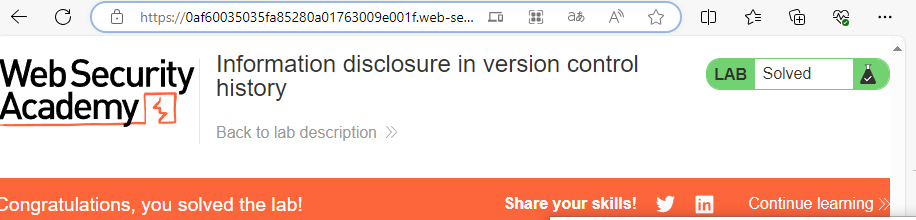 https://0af60035035fa85280a01763009e001f.web-se...
Web Security
Academy
Information disclosure in version control
history
Back to lab description
LAB Solved
Congratulations, you solved the lab!
Share your skills!
Continue learning